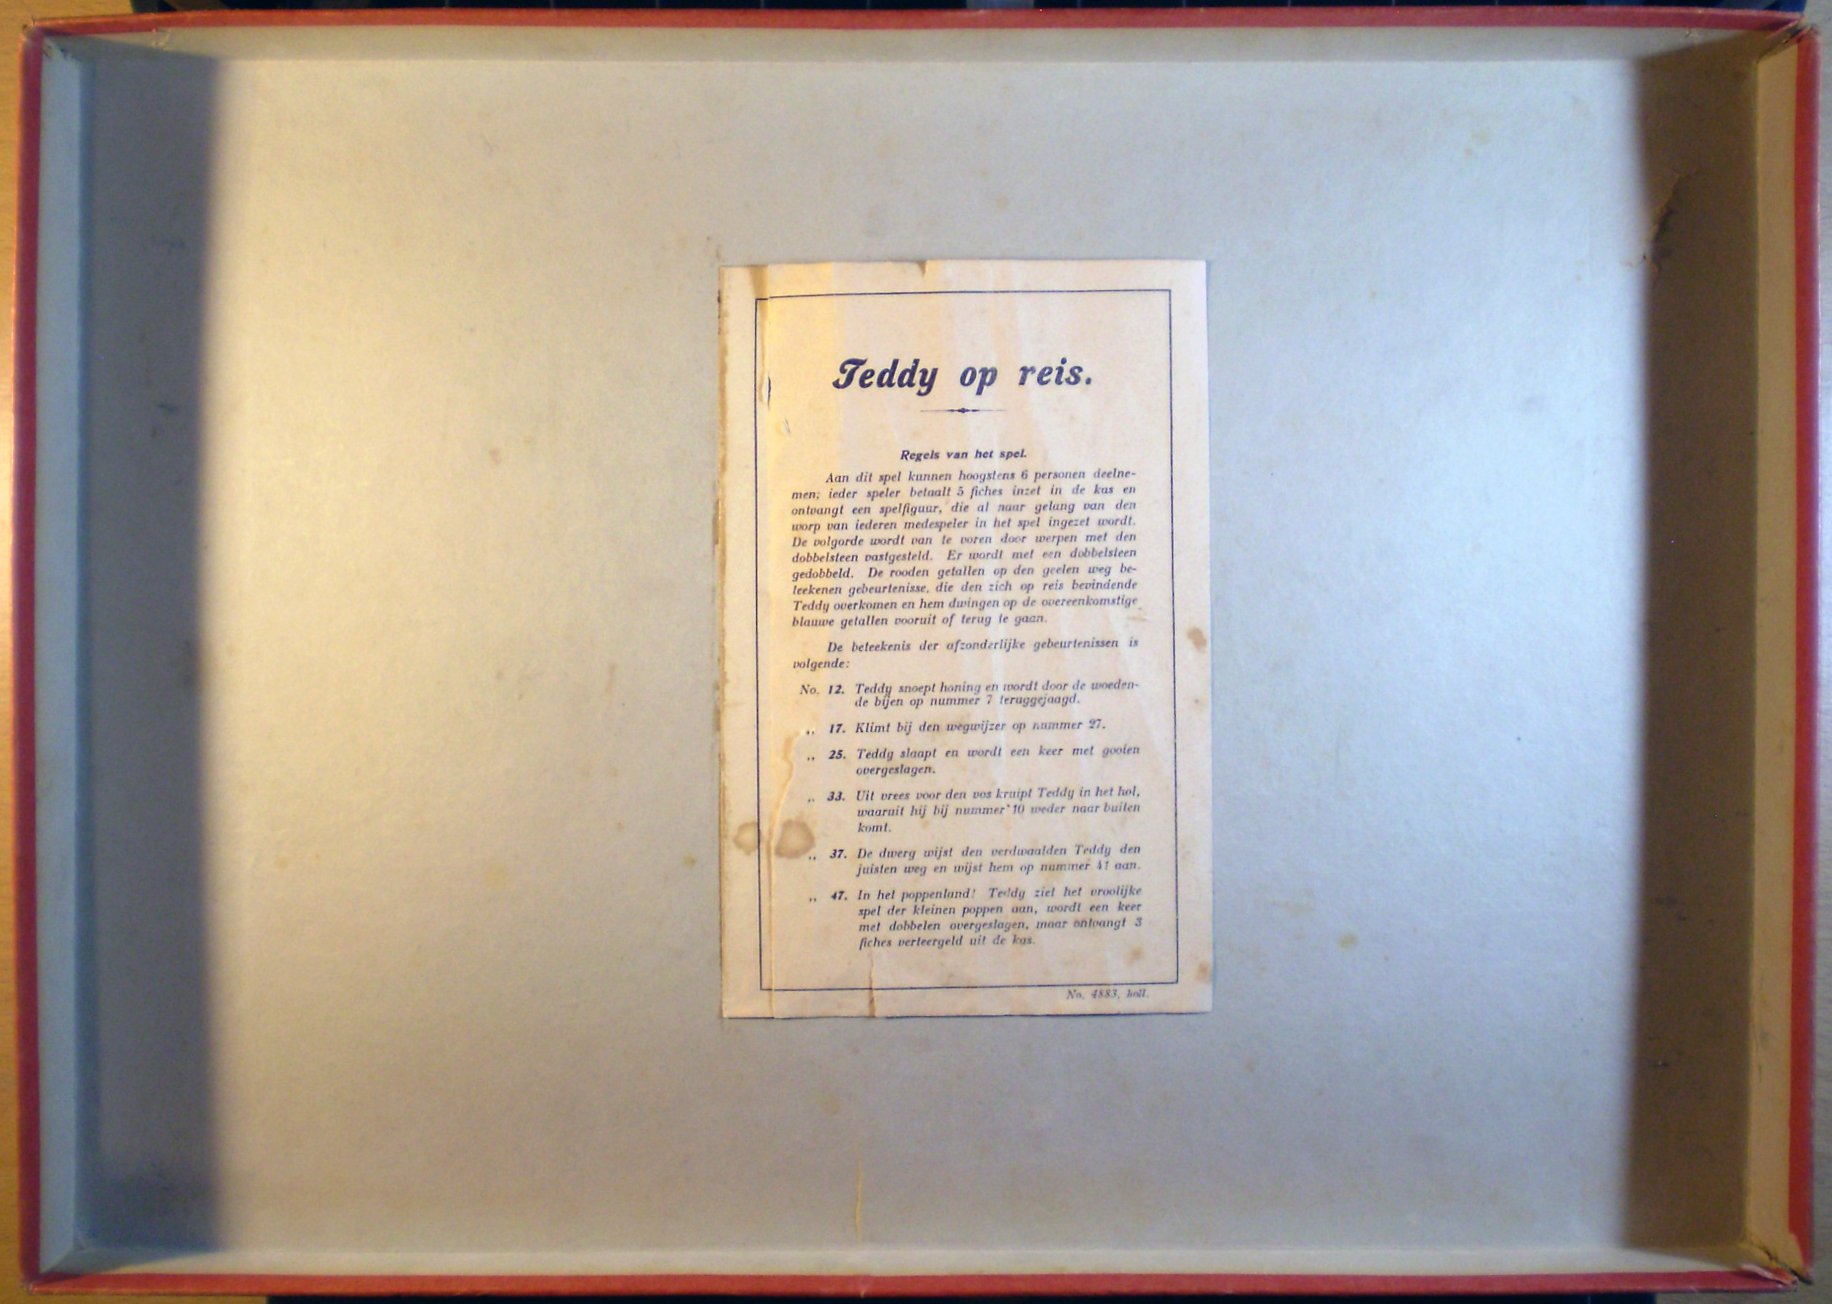 Teddy op reis.
Regels van het spel.
Aan dit spel kunnen hoogstens 6 personen deelne-
men; ieder speler betaalt 5 fiches inzet in de kas en
ontvangt een spelfiguur, die al naar gelang van den
worp van iederen medespeler in het spel ingezet wordt.
De volgorde wordt van te voren door werpen met den
dobbelsteen vastgesteld. Er wordt met een dobbelsteen
gedobbeld. De rooden getallen op den geelen weg be-
teekenen gebeurtenisse, die den zich op reis bevindende
Teddy overkomen en hem dwingen op de overeenkomstige
blauwe getallen vooruit of terug te gaan.
De beteekenis der afzonderlijke gebeurtenissen is
volgende:
No. 12. Teddy snoept honing en wordt door de woeden-
de bijen op nummer 7 teruggejaagd.
„ 17. Klimt bij den wegwijzer op nummer 27.
„ 25. Teddy slaapt en wordt een keer met gooien
overgeslagen.
„ 33. Uit vrees voor den vos kruipt Teddy in het hol,
waaruit hij bij nummer 10 weder naar buiten
komt.
„ 37. De dwerg wijst den verdwaalden Teddy den
juisten weg en wijst hem op nummer 41 aan.
„ 47. In het poppenland! Teddy ziet het vroolijke
spel der kleinen poppen aan, wordt een keer
met dobbelen overgeslagen, maar ontvangt 3
fiches verteergeld uit de kas.
No. 4883, holl.